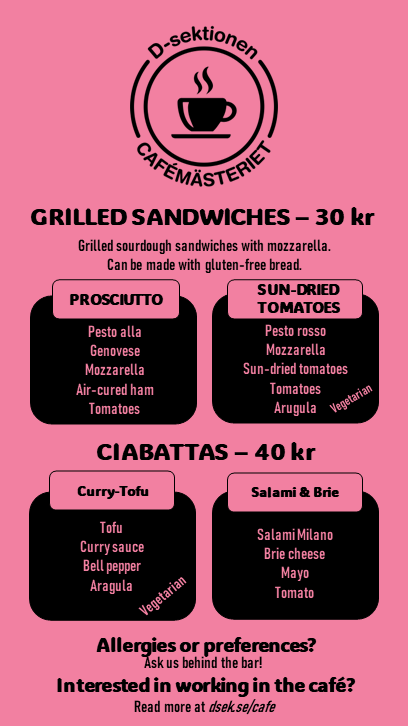 D-sektionen
CAFÉMÄSTERIET
GRILLED SANDWICHES – 30 kr
Grilled sourdough sandwiches with mozzarella.
Can be made with gluten-free bread.
PROSCIUTTO
Pesto alla
Genovese
Mozzarella
Air-cured ham
Tomatoes
SUN-DRIED
TOMATOES
Pesto rosso
Mozzarella
Sun-dried tomatoes
Tomatoes
Arugula
Vegetarian
CIABATTAS – 40 kr
Curry-Tofu
Tofu
Curry sauce
Bell pepper
Aragula
Vegetarian
Salami & Brie
Salami Milano
Brie cheese
Mayo
Tomato
Allergies or preferences?
Ask us behind the bar!
Interested in working in the café?
Read more at dsek.se/cafe